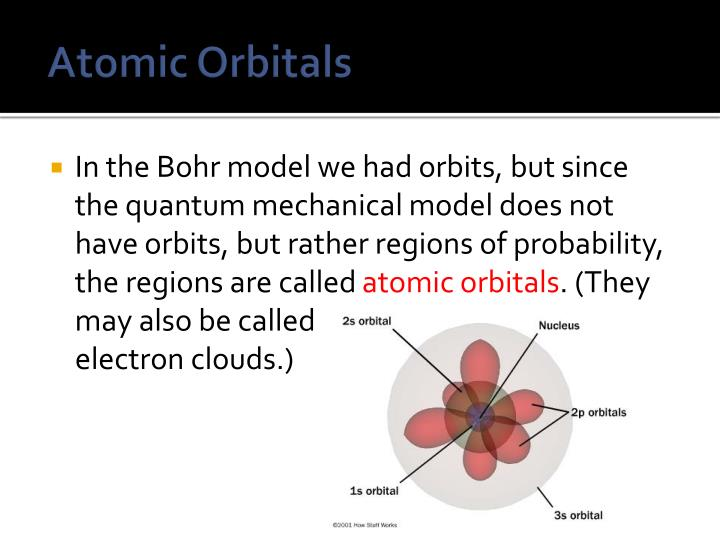 Atomic Orbitals
In the Bohr model we had orbits, but since
the quantum mechanical model does not
have orbits, but rather regions of probability,
the regions are called atomic orbitals. (They
may also be called
electron clouds.)
2s orbital
Nucleus
2p orbitals
1s orbital
3s orbital
©2001 How Stuff Works